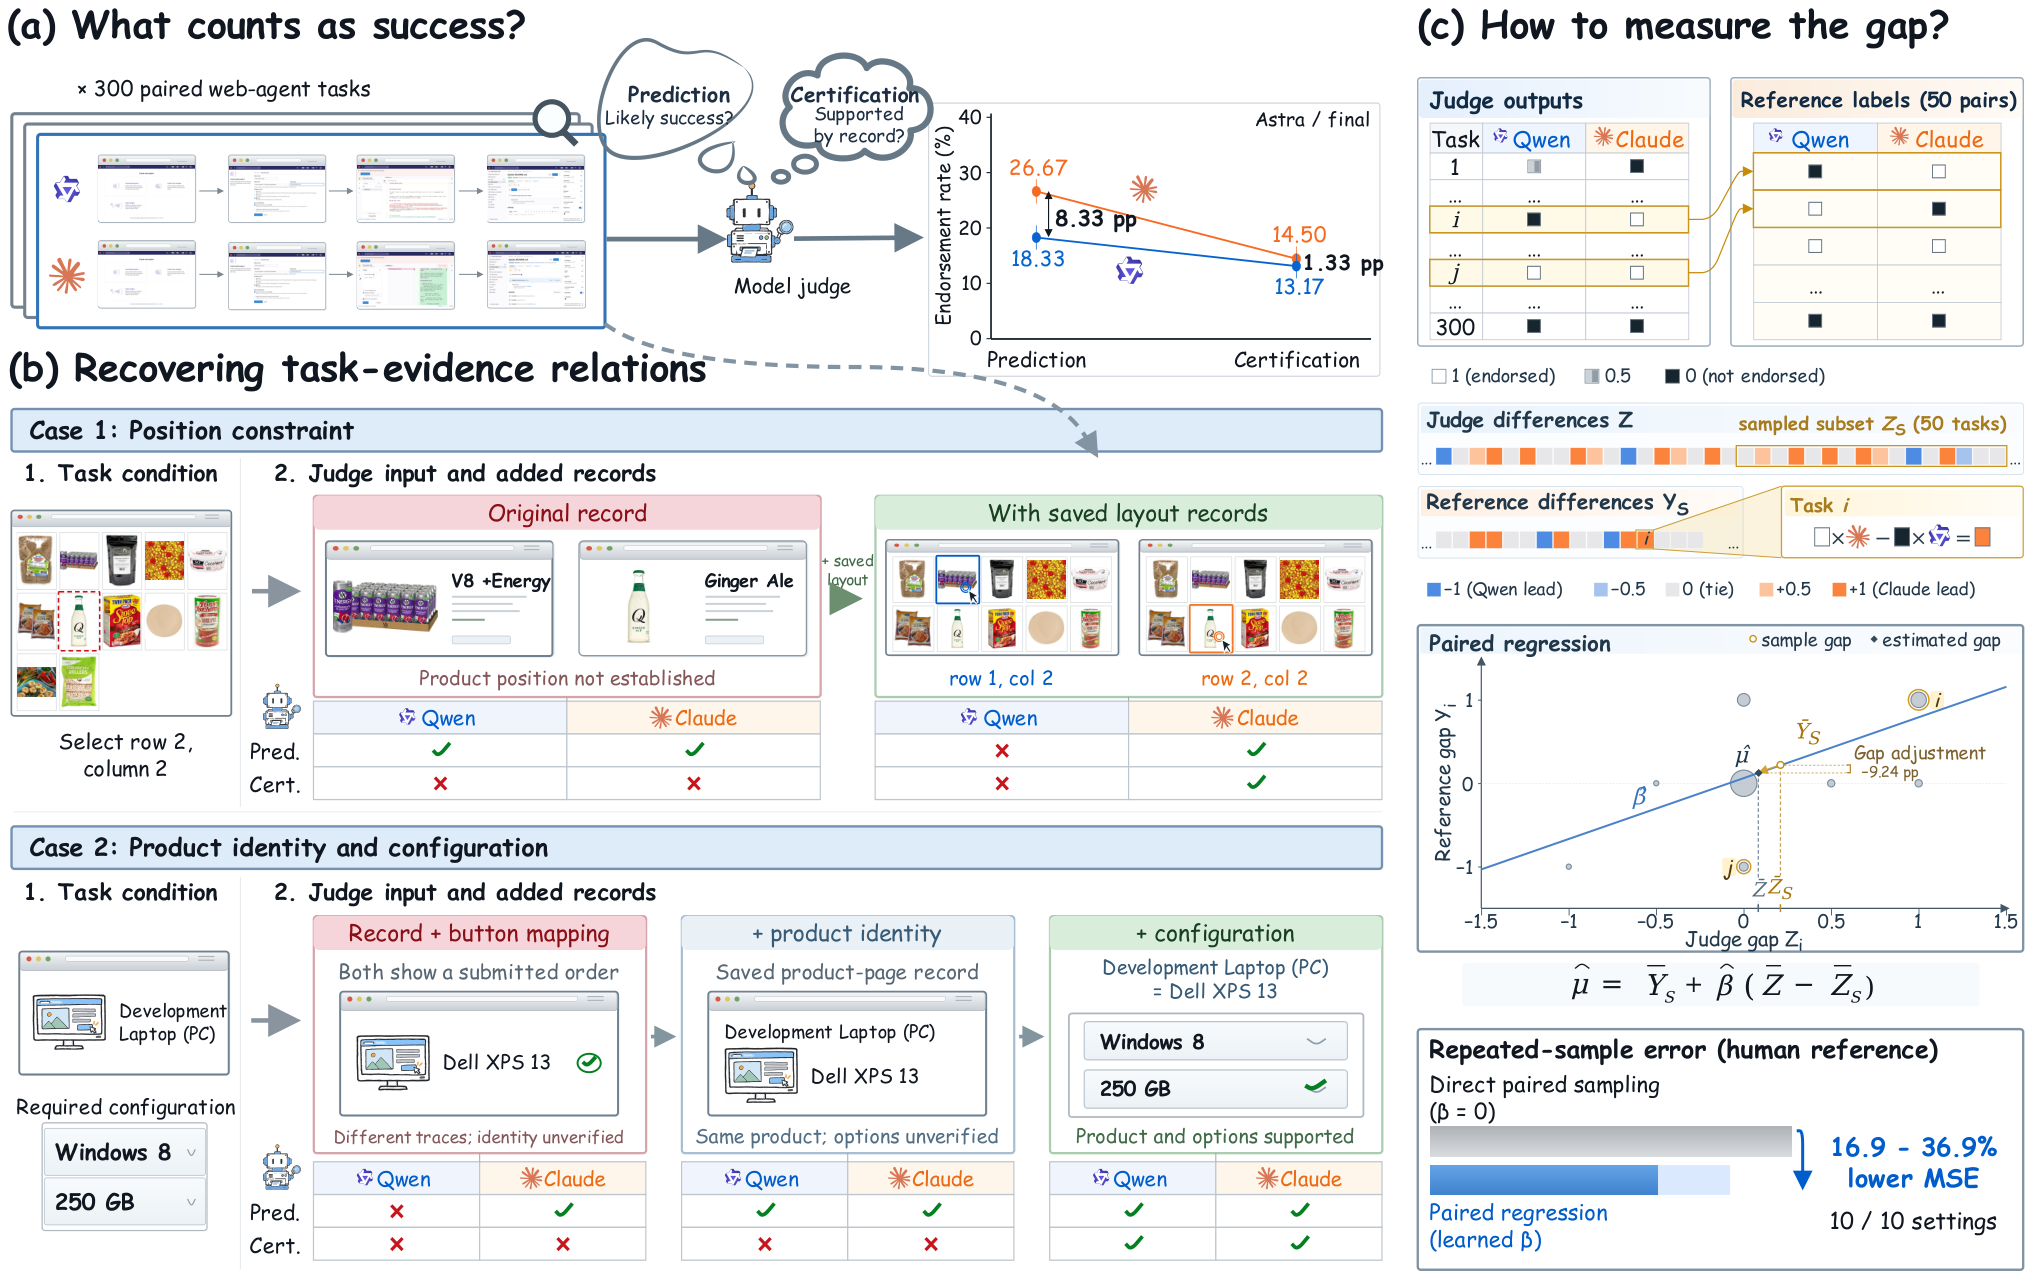 (a) What counts as success?
× 300 paired web-agent tasks
Prediction
Likely success?
Certification
Supported
by record?
Model judge
Astra / final
Endorsement rate (%)
40
30
20
10
0
26.67
18.33
8.33 pp
14.50
1.33 pp
13.17
Prediction
Certification
(b) Recovering task-evidence relations
Case 1: Position constraint
1. Task condition
2. Judge input and added records
Select row 2,
column 2
Original record
V8 +Energy
Ginger Ale
Product position not established
+ saved
layout
With saved layout records
row 1, col 2
row 2, col 2
Qwen
Claude
Qwen
Claude
Pred.
Cert.
Case 2: Product identity and configuration
1. Task condition
2. Judge input and added records
Development
Laptop (PC)
Required configuration
Windows 8
250 GB
Record + button mapping
Both show a submitted order
Dell XPS 13
Different traces; identity unverified
+ product identity
Saved product-page record
Development Laptop (PC)
Dell XPS 13
Same product; options unverified
+ configuration
Development Laptop (PC)
= Dell XPS 13
Windows 8
250 GB
Product and options supported
Qwen
Claude
Qwen
Claude
Qwen
Claude
Pred.
Cert.
(c) How to measure the gap?
Judge outputs
Task
Qwen
Claude
1
... ... ...
i
... ... ...
j
... ... ...
300
Reference labels (50 pairs)
Qwen
Claude
... ...
1 (endorsed)
0.5
0 (not endorsed)
Judge differences Z
sampled subset Z_S (50 tasks)
... ...
Reference differences Y_S
... i ...
Task i
× − × =
−1 (Qwen lead)
−0.5
0 (tie)
+0.5
+1 (Claude lead)
Paired regression
sample gap
estimated gap
Reference gap Y_i
1
0
−1
i
j
μ̂
β̂
Ȳ_S
Gap adjustment
−9.24 pp
Z̄
Z̄_S
−1.5
−1
−0.5
0
0.5
1
1.5
Judge gap Z_i
μ̂ = Ȳ_S + β̂ ( Z̄ − Z̄_S)
Repeated-sample error (human reference)
Direct paired sampling
(β = 0)
16.9 - 36.9%
lower MSE
Paired regression
(learned β)
10 / 10 settings